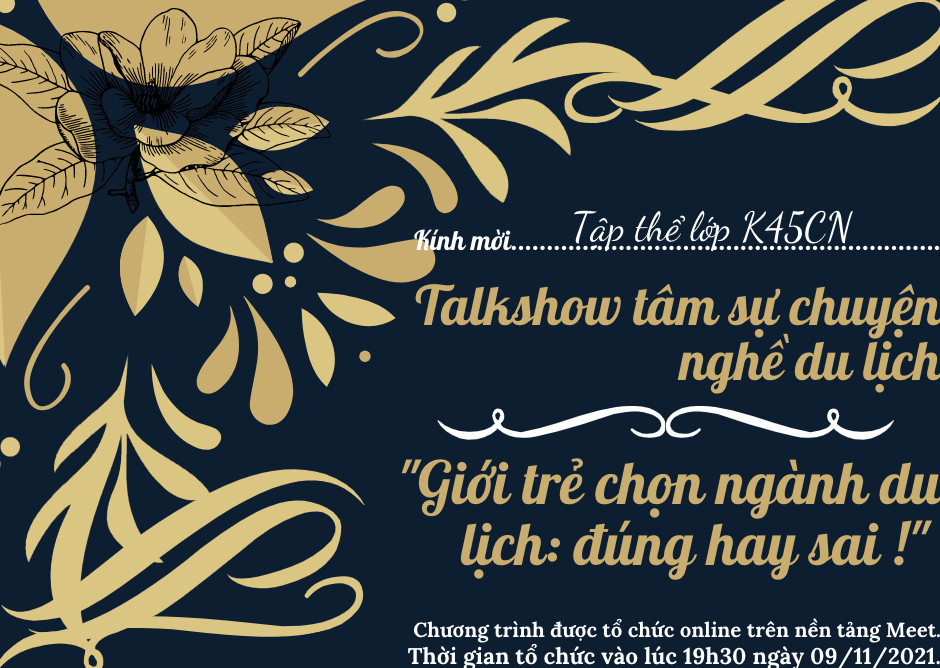 Kính mời.......Tập thể lớp K45CN.......
Talkshow tâm sự chuyện
nghề du lịch
"Giới trẻ chọn ngành du
lịch: đúng hay sai !"
Chương trình được tổ chức online trên nền tảng Meet.
Thời gian tổ chức vào lúc 19h30 ngày 09/11/2021.